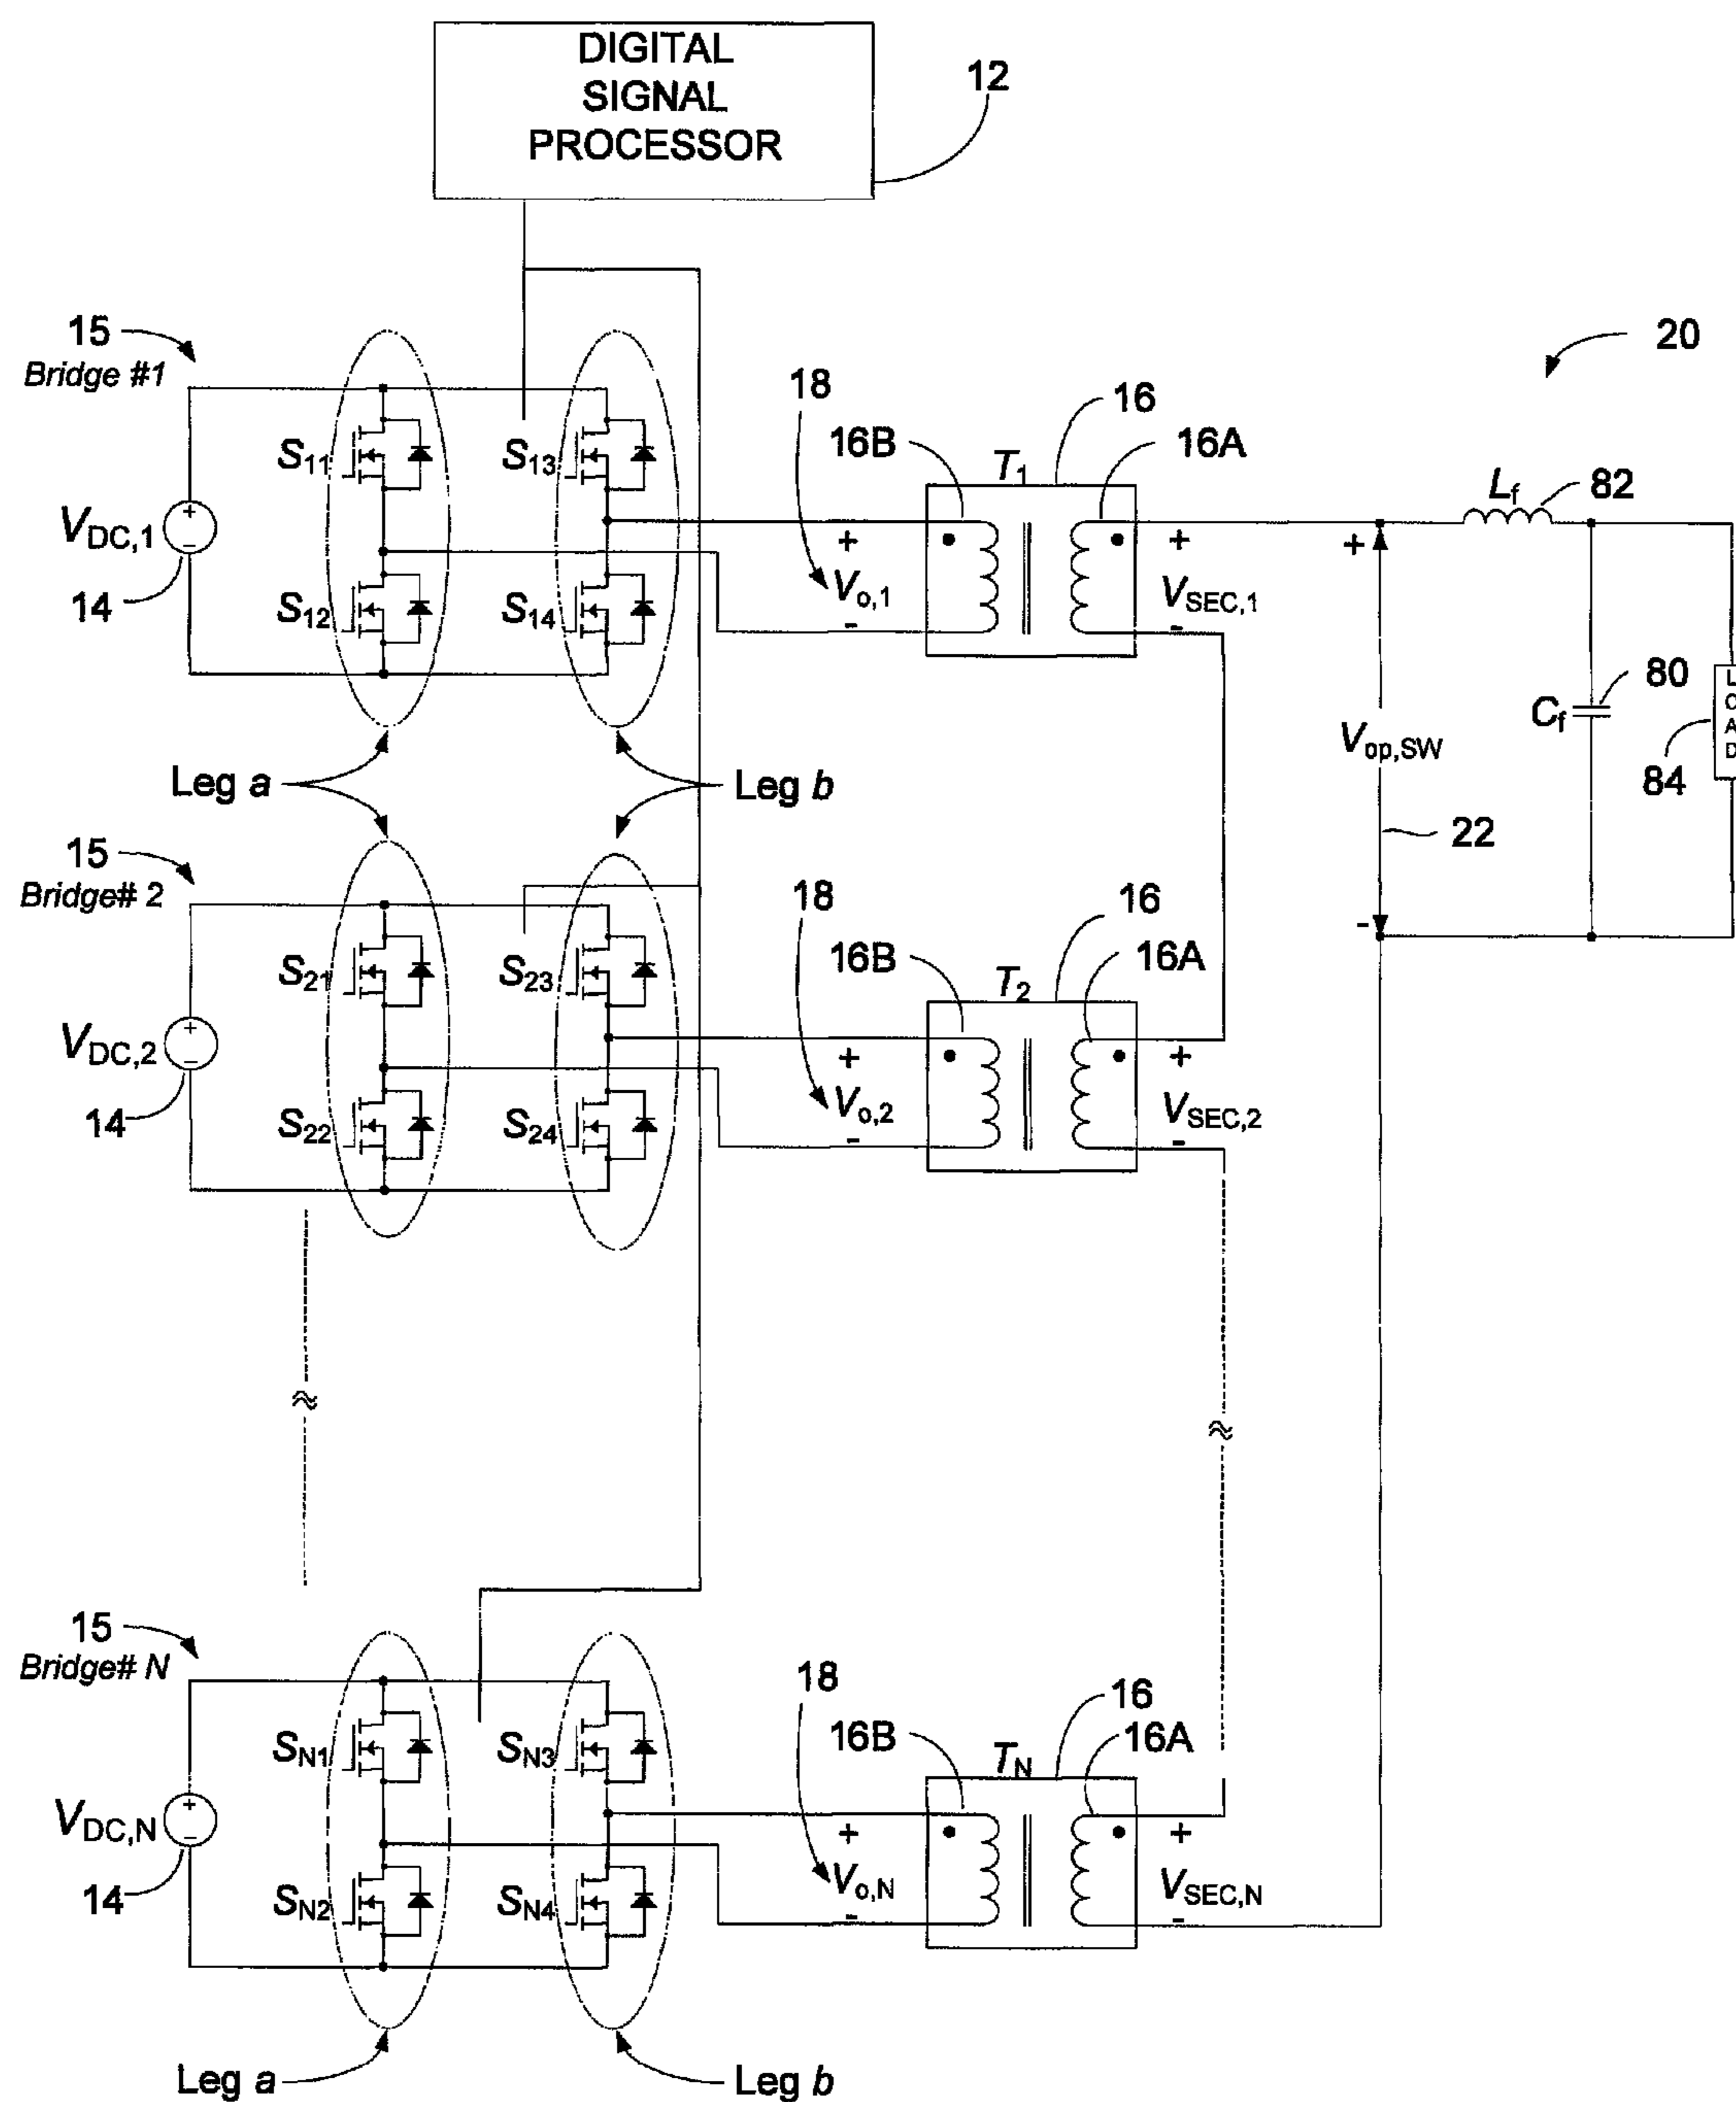 DIGITAL
SIGNAL
PROCESSOR
12
15
Bridge #1
20
18
16
16B
16A
T1
S11
S13
Lf
82
VDC,1
+
-
+
Vo,1
-
+
VSEC,1
-
+
14
S12
S14
80
Cf
LOAD
Vop,SW
84
Leg a
Leg b
22
-
15
Bridge# 2
18
16
16B
16A
T2
S21
S23
VDC,2
+
-
+
Vo,2
-
+
VSEC,2
-
14
S22
S24
15
Bridge# N
18
16
16B
16A
TN
SN1
SN3
VDC,N
+
-
+
Vo,N
-
+
VSEC,N
-
14
SN2
SN4
Leg a
Leg b